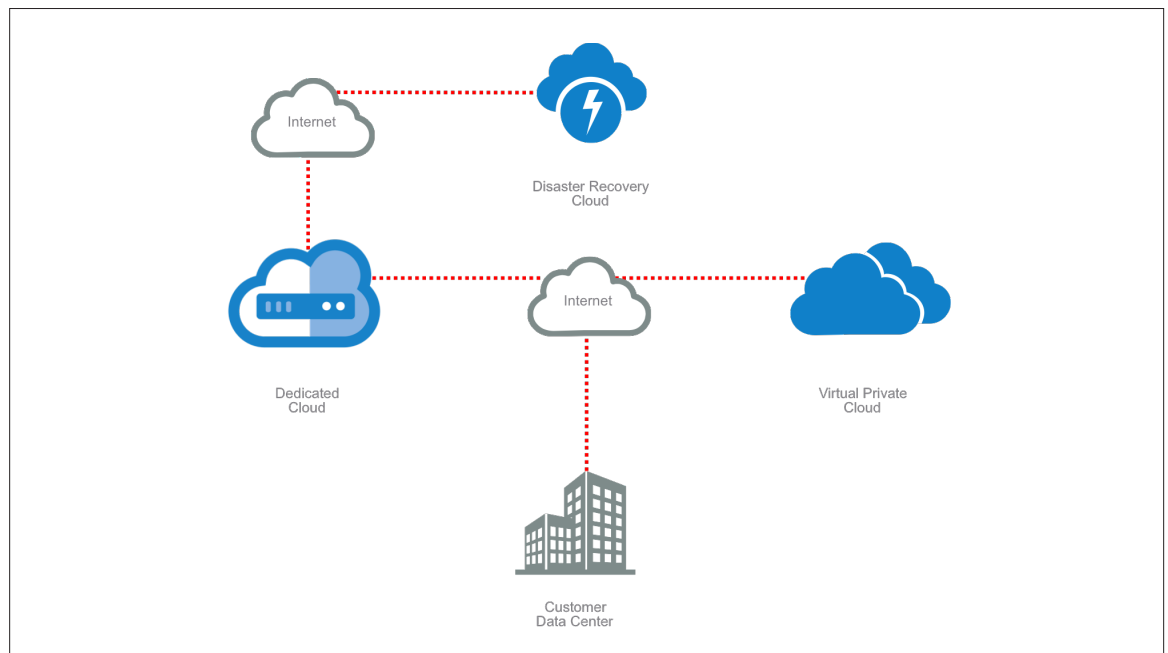 Internet
Disaster Recovery
Cloud
Internet
Dedicated
Cloud
Virtual Private
Cloud
Customer
Data Center